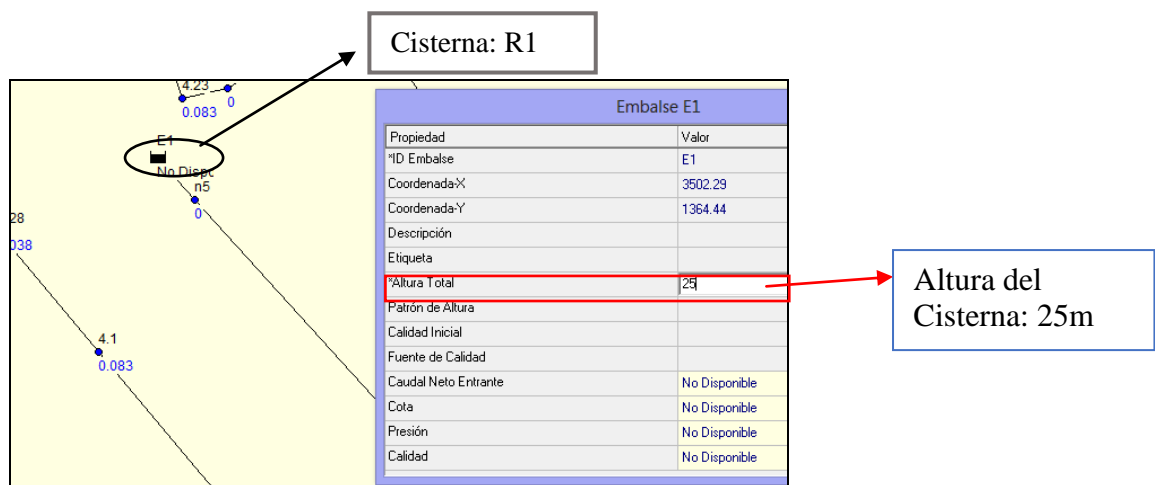 Cisterna: R1
4.23
0
0.083
E1
No Dispc
n5
0
28
038
4.1
0.083
Embalse E1
Propiedad Valor
*ID Embalse E1
Coordenada-X 3502.29
Coordenada-Y 1364.44
Descripción
Etiqueta
*Altura Total 25
Patrón de Altura
Calidad Inicial
Fuente de Calidad
Caudal Neto Entrante No Disponible
Cota No Disponible
Presión No Disponible
Calidad No Disponible
Altura del
Cisterna: 25m